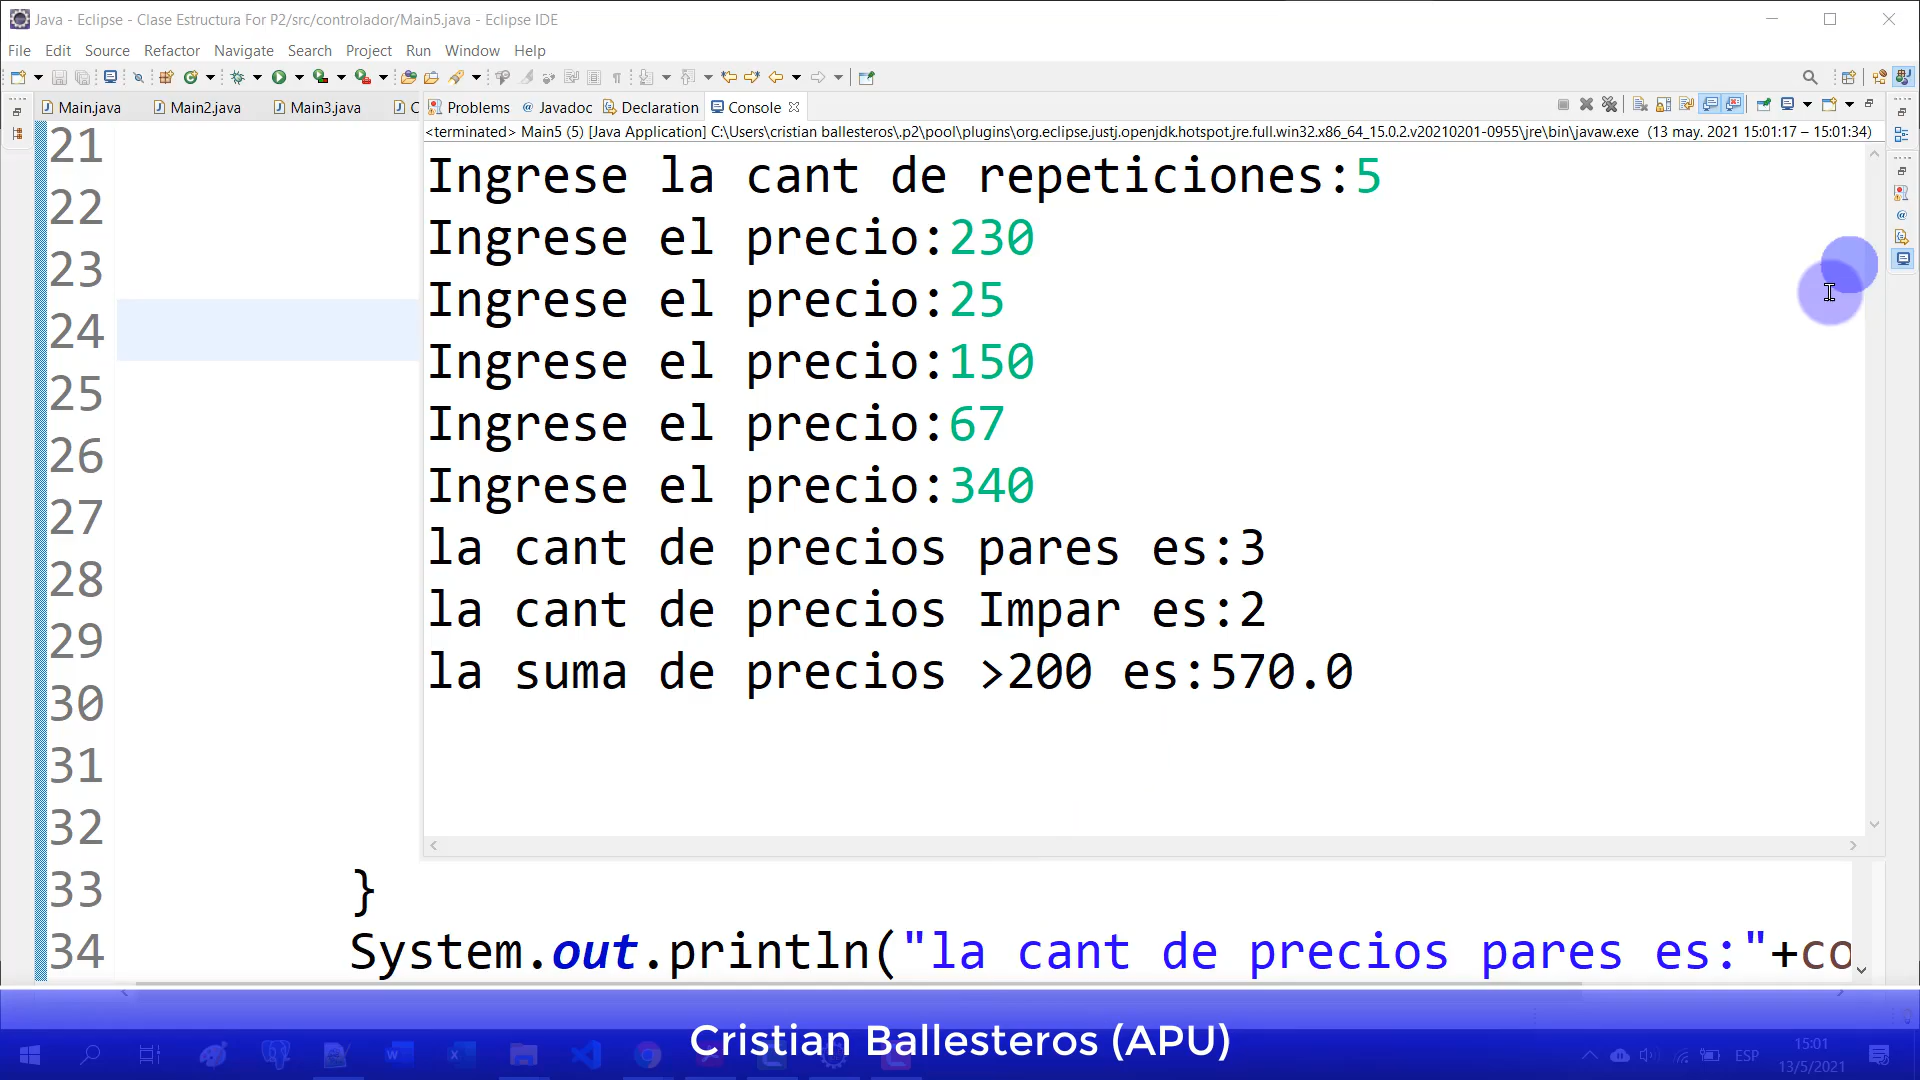 Java - Eclipse - Clase Estructura For P2/src/controlador/Main5.java - Eclipse IDE
File Edit Source Refactor Navigate Search Project Run Window Help
Main.java Main2.java Main3.java C Problems Javadoc Declaration Console
<terminated> Main5 (5) [Java Application] C:\Users\cristian ballesteros\.p2\pool\plugins\org.eclipse.justj.openjdk.hotspot.jre.full.win32.x86_64_15.0.2.v20210201-0955\jre\bin\javaw.exe (13 may. 2021 15:01:17 – 15:01:34)
21
22
23
24
25
26
27
28
29
30
31
32
33
34
Ingrese la cant de repeticiones:5
Ingrese el precio:230
Ingrese el precio:25
Ingrese el precio:150
Ingrese el precio:67
Ingrese el precio:340
la cant de precios pares es:3
la cant de precios Impar es:2
la suma de precios >200 es:570.0
}
System.out.println("la cant de precios pares es:"+co
Cristian Ballesteros (APU)
ESP
15:01
13/5/2021